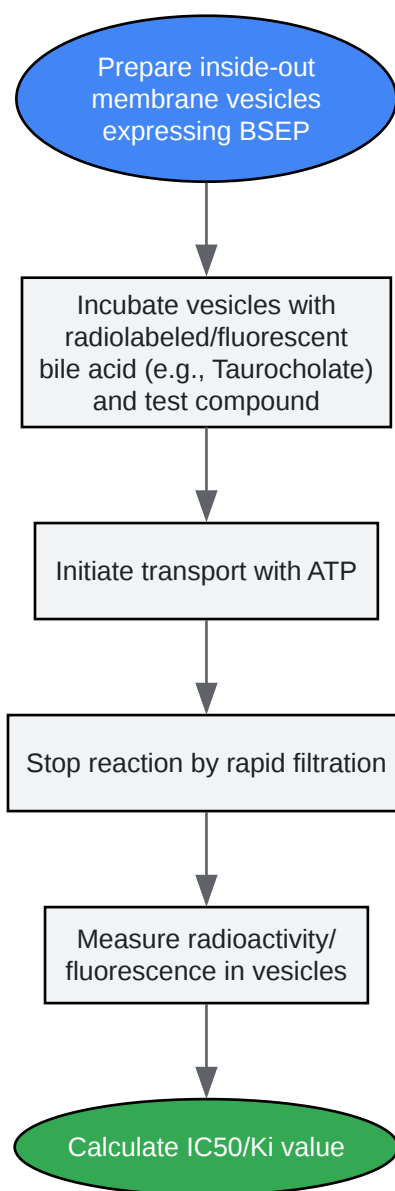 Prepare inside-out
membrane vesicles
expressing BSEP
Incubate vesicles with
radiolabeled/fluorescent
bile acid (e.g., Taurocholate)
and test compound
Initiate transport with ATP
Stop reaction by rapid filtration
Measure radioactivity/
fluorescence in vesicles
Calculate IC50/Ki value